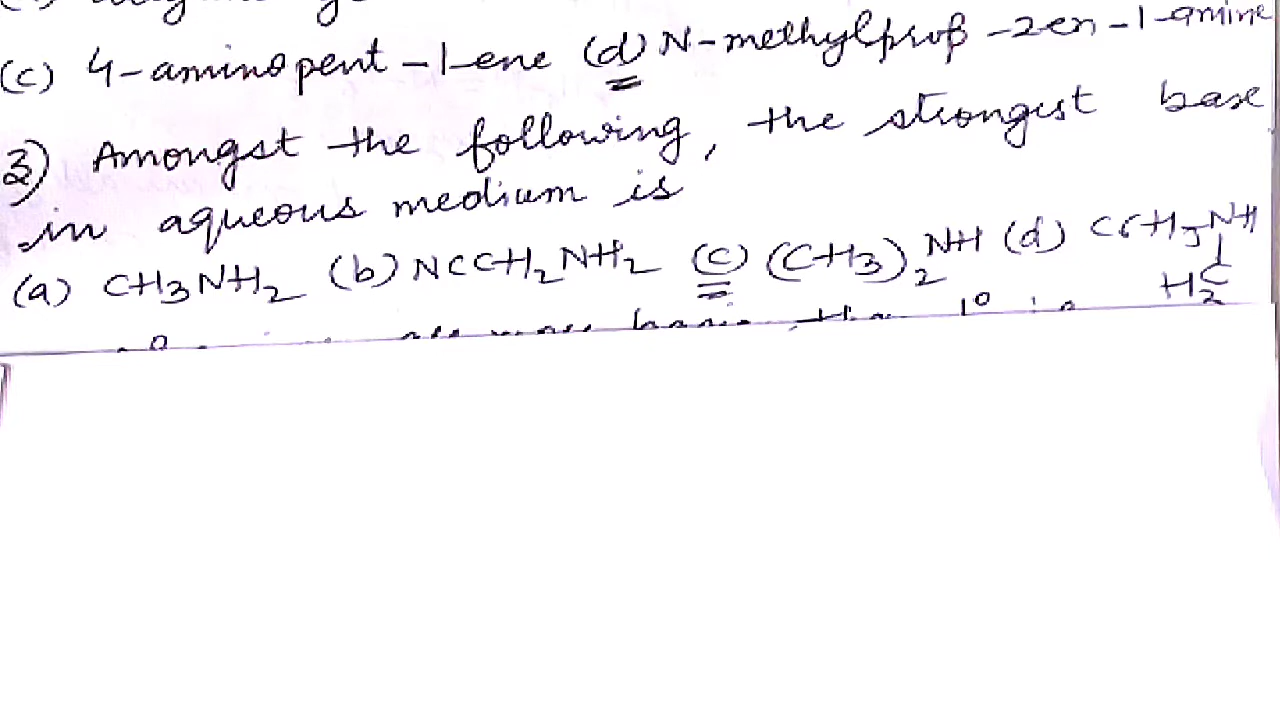 (c) 4-aminopent-1-ene (d) N-methylprop-2en-1-amine
3) Amongst the following, the strongest base
in aqueous medium is
(a) CH3NH2 (b) NCCH2NH2 (c) (CH3)2NH (d) C6H5NH
H2C